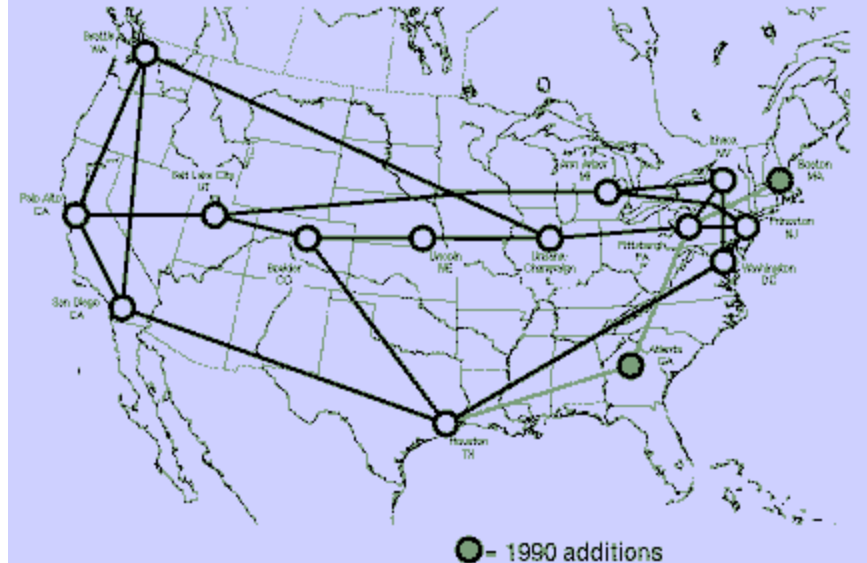 Seattle
WA
Ithaca
NY
Ann Arbor
MI
Boston
MA
Salt Lake City
UT
Palo Alto
CA
Princeton
NJ
Pittsburgh
PA
Lincoln
NE
Urbana-
Champaign
Boulder
CO
Washington
DC
San Diego
CA
Atlanta
GA
Houston
TX
= 1990 additions